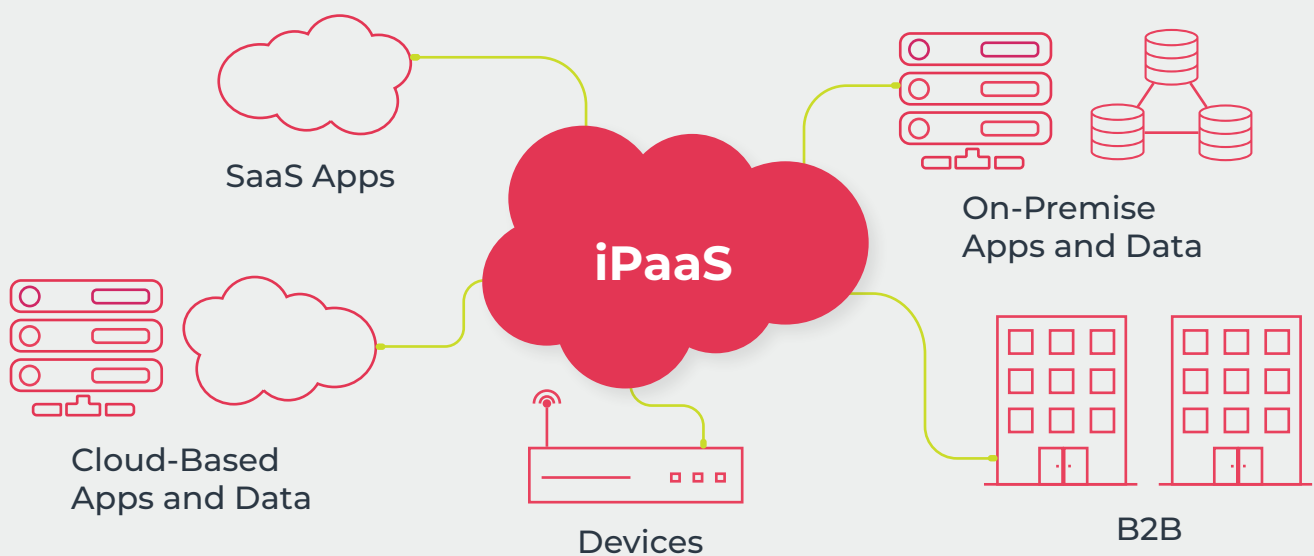 SaaS Apps
On-Premise
Apps and Data
iPaaS
Cloud-Based
Apps and Data
Devices
B2B